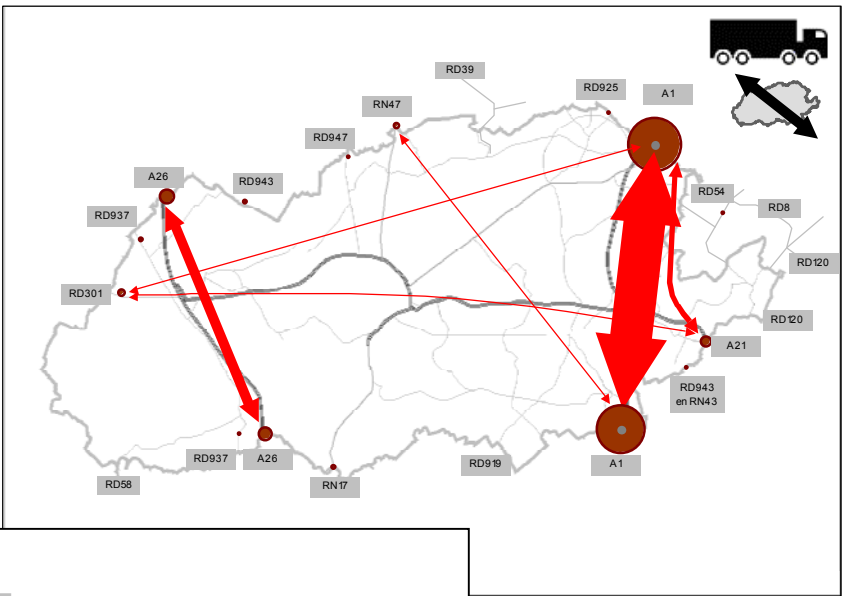 RD39
RD925
A1
RN47
RD947
A26
RD943
RD54
RD937
RD8
RD120
RD301
RD120
A21
RD943
en RN43
RD937
A26
RD919
A1
RD58
RN17